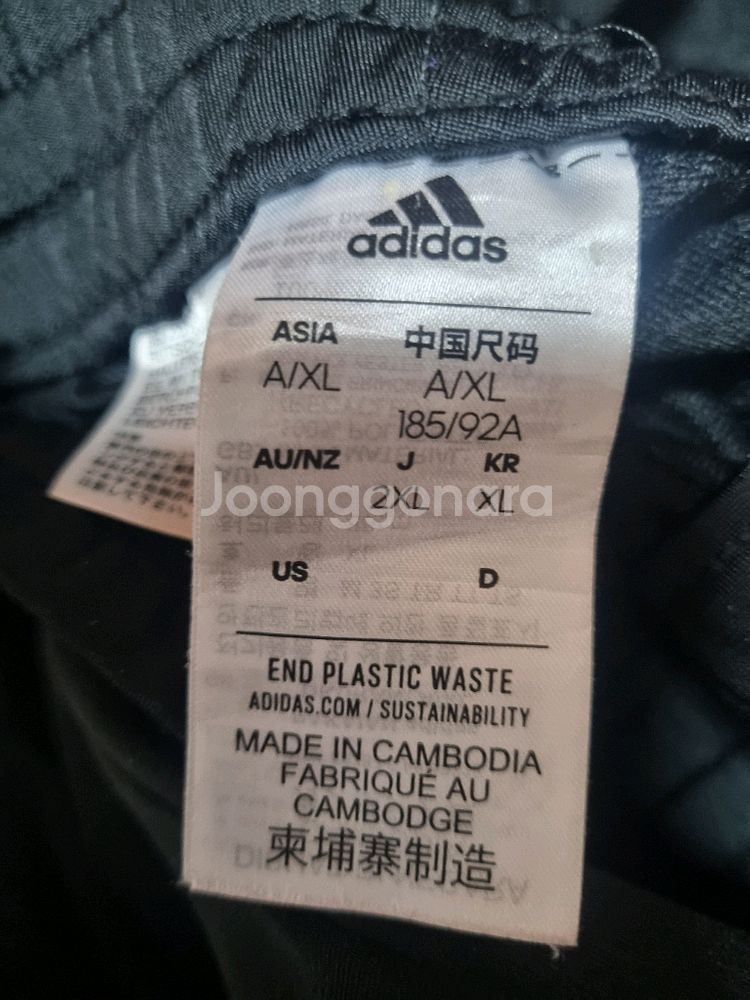 adidas
ASIA 中国尺码
A/XL A/XL
185/92A
AU/NZ J KR
2XL XL
Joonggonara
US D
END PLASTIC WASTE
ADIDAS.COM / SUSTAINABILITY
MADE IN CAMBODIA
FABRIQUÉ AU
CAMBODGE
柬埔寨制造